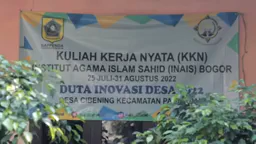 KULIAH KERJA NYATA (KKN)
INSTITUT AGAMA ISLAM SAHID (INAIS) BOGOR
25 JULI-31 AGUSTUS 2022
DUTA INOVASI DESA 2022
DESA CIBENING KECAMATAN